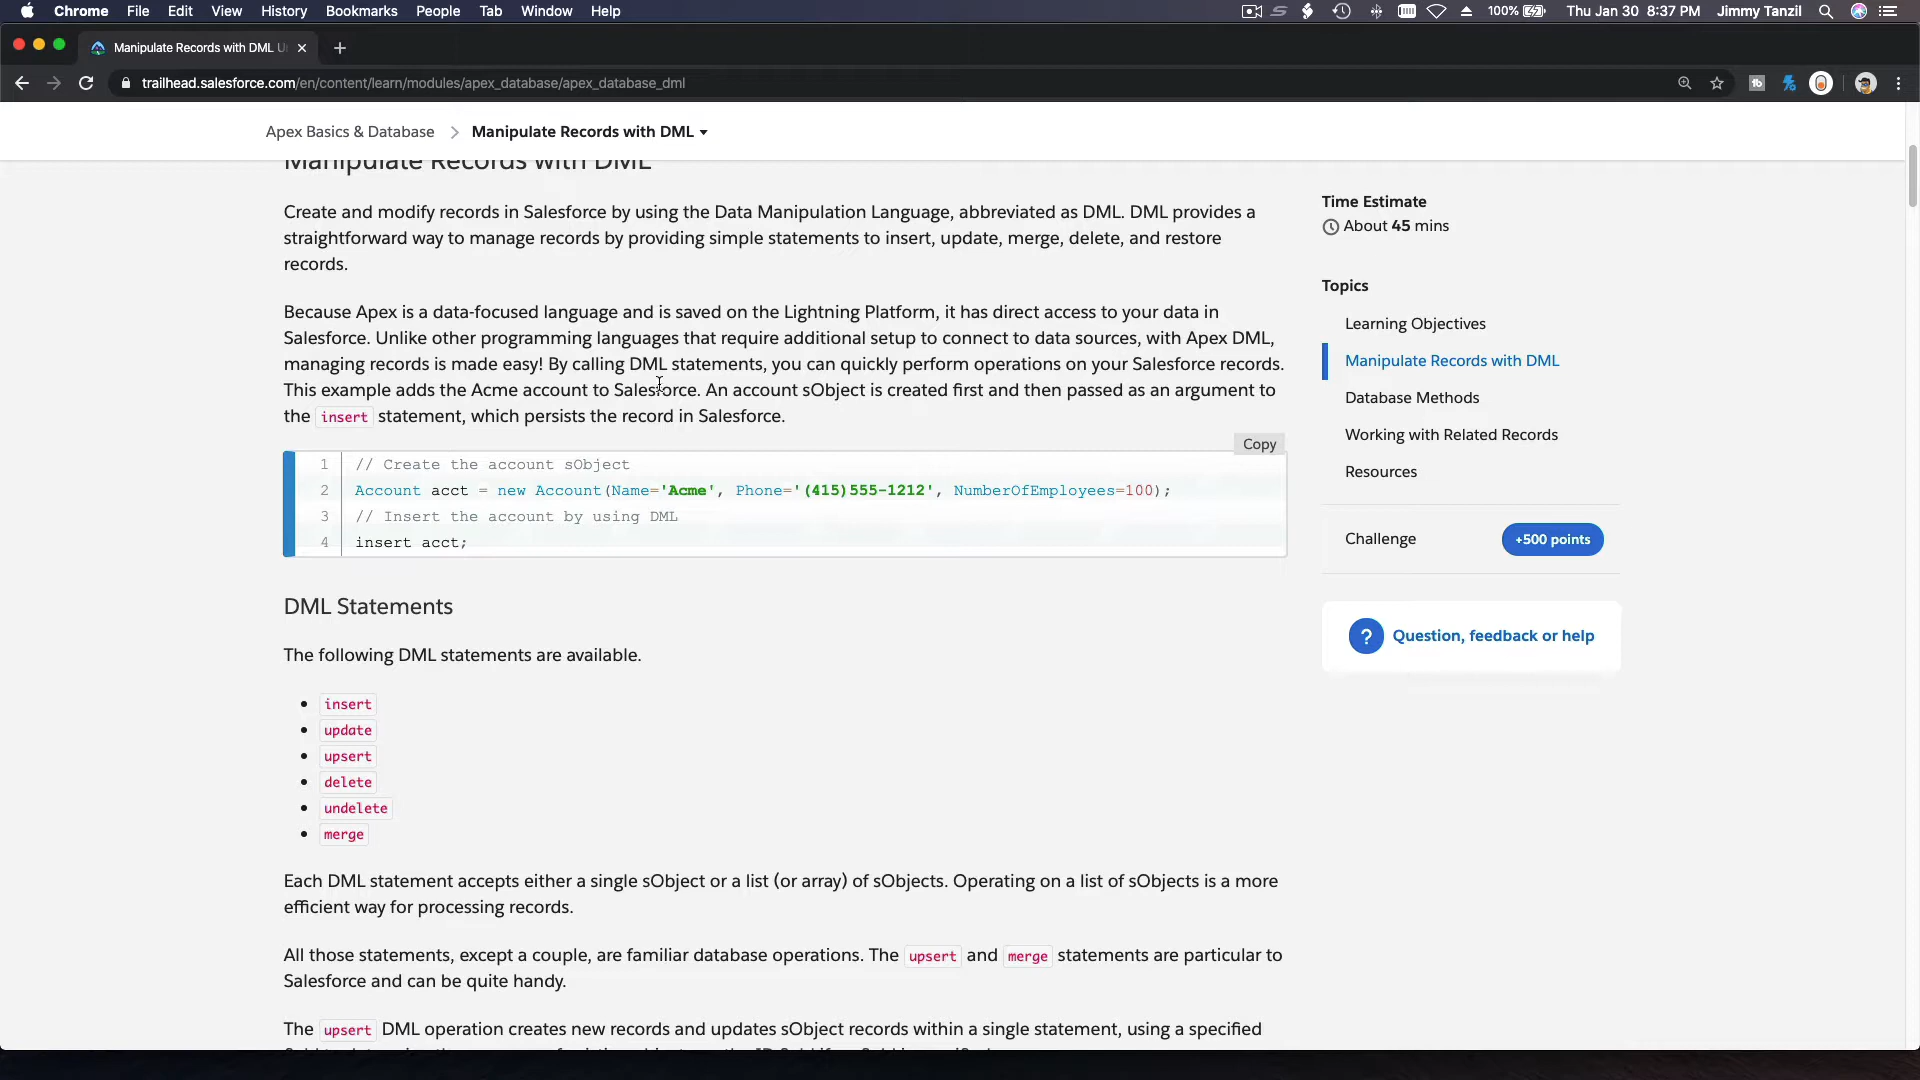 Chrome File Edit View History Bookmarks People Tab Window Help 100% Thu Jan 30 8:37 PM Jimmy Tanzil
Manipulate Records with DML U
trailhead.salesforce.com/en/content/learn/modules/apex_database/apex_database_dml
Apex Basics & Database > Manipulate Records with DML
Manipulate Records with DML
Create and modify records in Salesforce by using the Data Manipulation Language, abbreviated as DML. DML provides a
straightforward way to manage records by providing simple statements to insert, update, merge, delete, and restore
records.
Because Apex is a data-focused language and is saved on the Lightning Platform, it has direct access to your data in
Salesforce. Unlike other programming languages that require additional setup to connect to data sources, with Apex DML,
managing records is made easy! By calling DML statements, you can quickly perform operations on your Salesforce records.
This example adds the Acme account to Salesforce. An account sObject is created first and then passed as an argument to
the insert statement, which persists the record in Salesforce.
Copy
1 // Create the account sObject
2 Account acct = new Account(Name='Acme', Phone='(415)555-1212', NumberOfEmployees=100);
3 // Insert the account by using DML
4 insert acct;
DML Statements
The following DML statements are available.
insert
update
upsert
delete
undelete
merge
Each DML statement accepts either a single sObject or a list (or array) of sObjects. Operating on a list of sObjects is a more
efficient way for processing records.
All those statements, except a couple, are familiar database operations. The upsert and merge statements are particular to
Salesforce and can be quite handy.
The upsert DML operation creates new records and updates sObject records within a single statement, using a specified
Time Estimate
About 45 mins
Topics
Learning Objectives
Manipulate Records with DML
Database Methods
Working with Related Records
Resources
Challenge +500 points
? Question, feedback or help